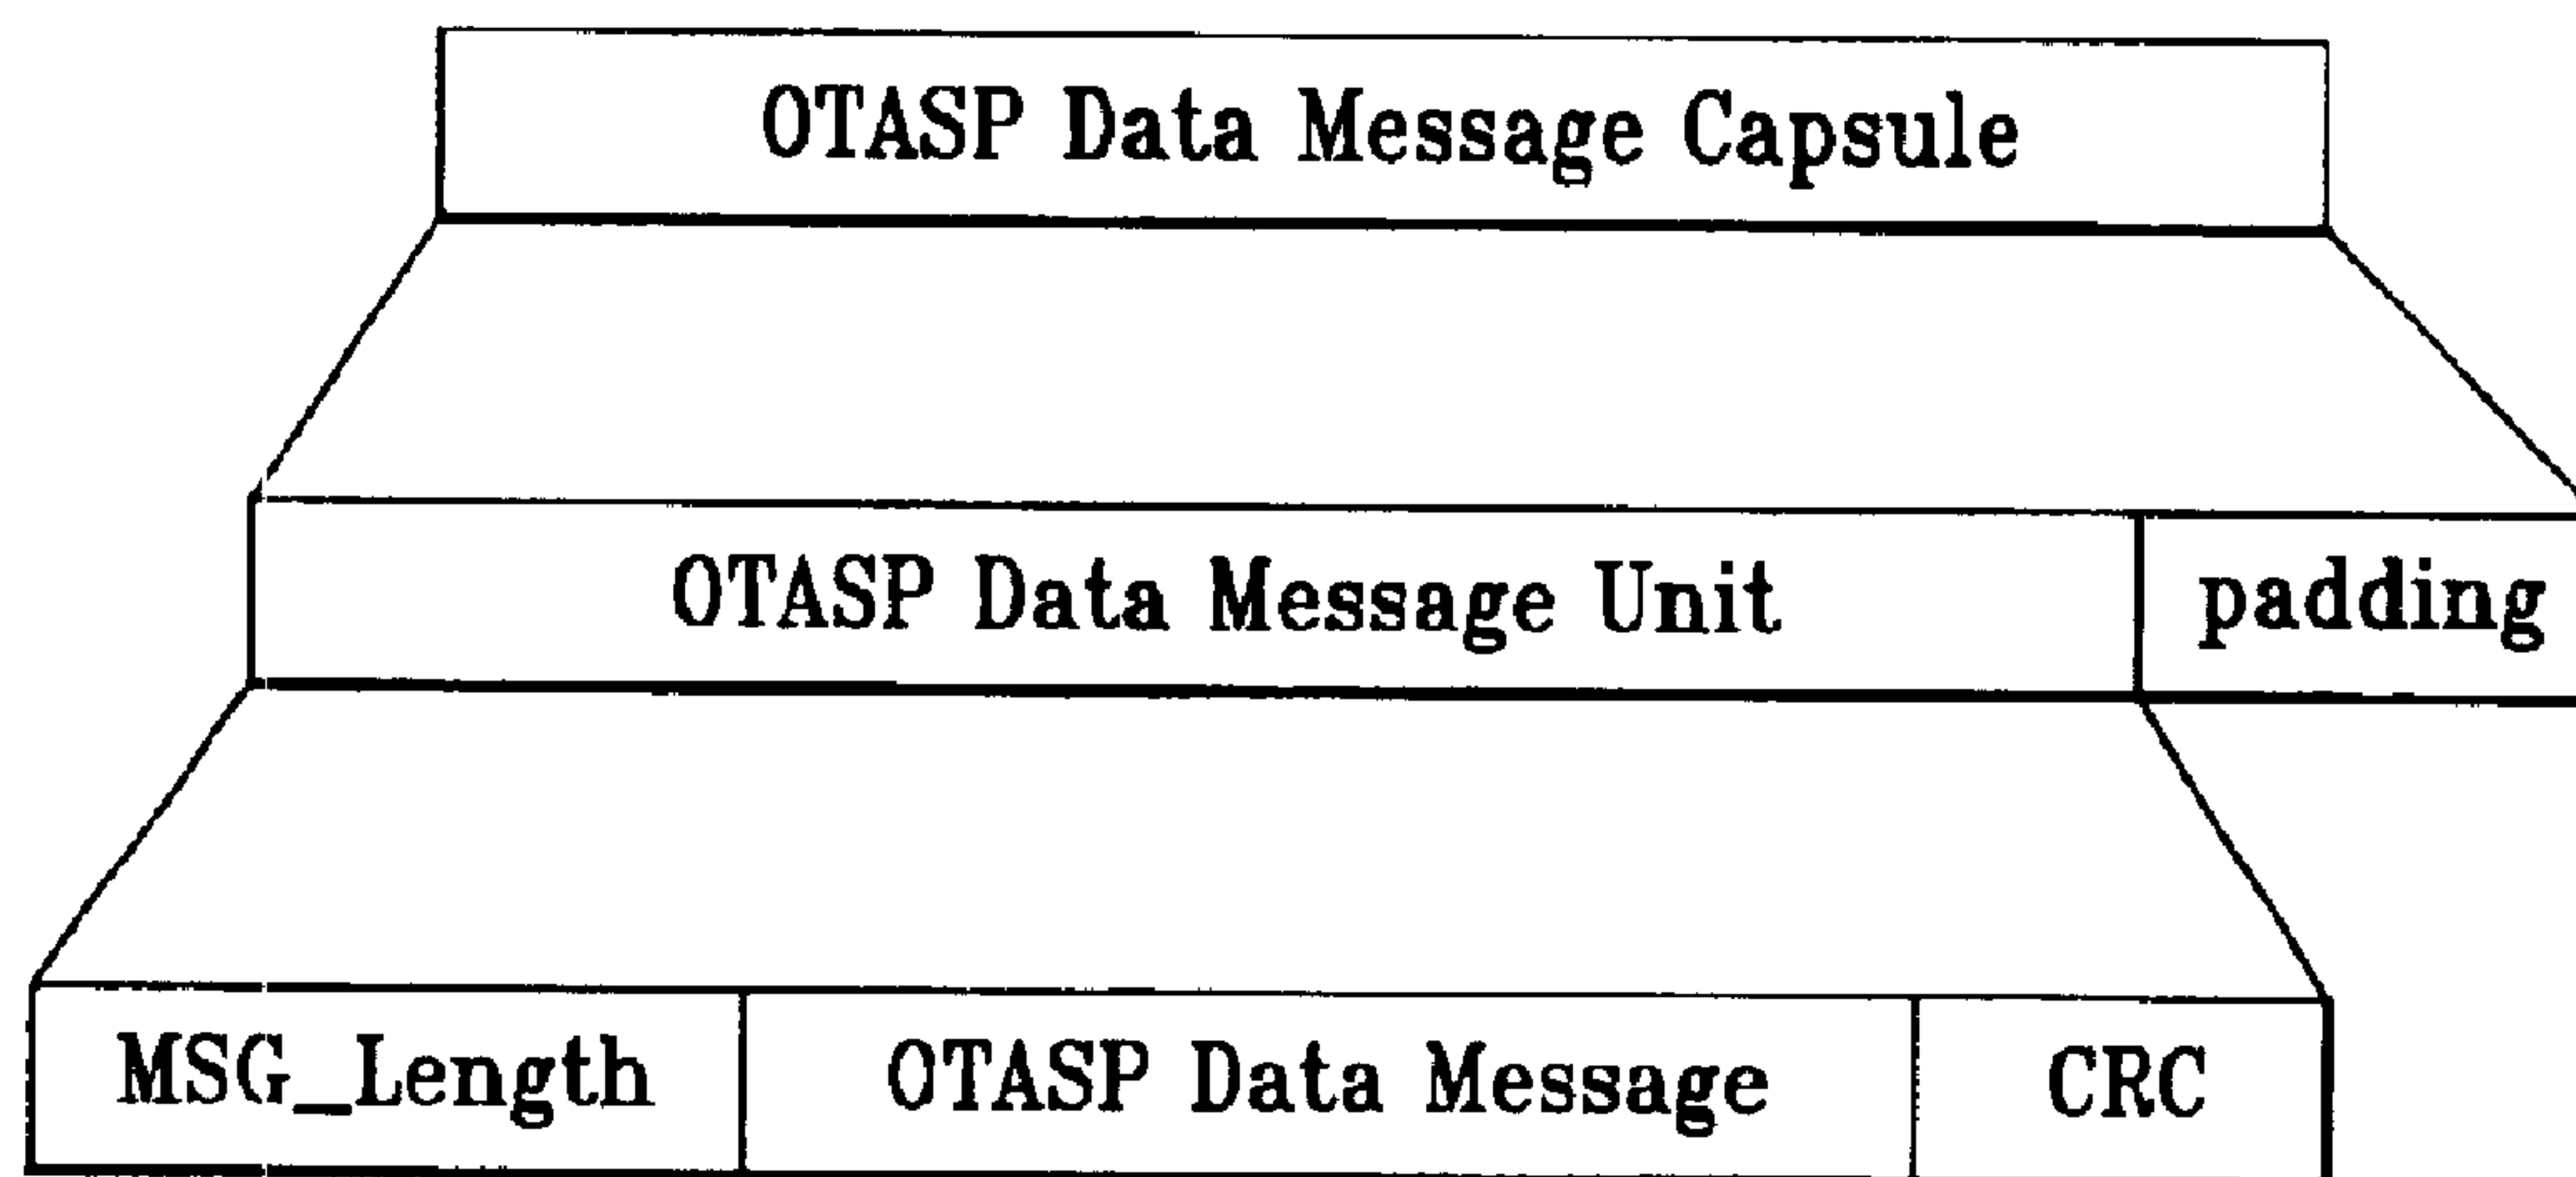 OTASP Data Message Capsule
OTASP Data Message Unit padding
MSG_Length OTASP Data Message CRC